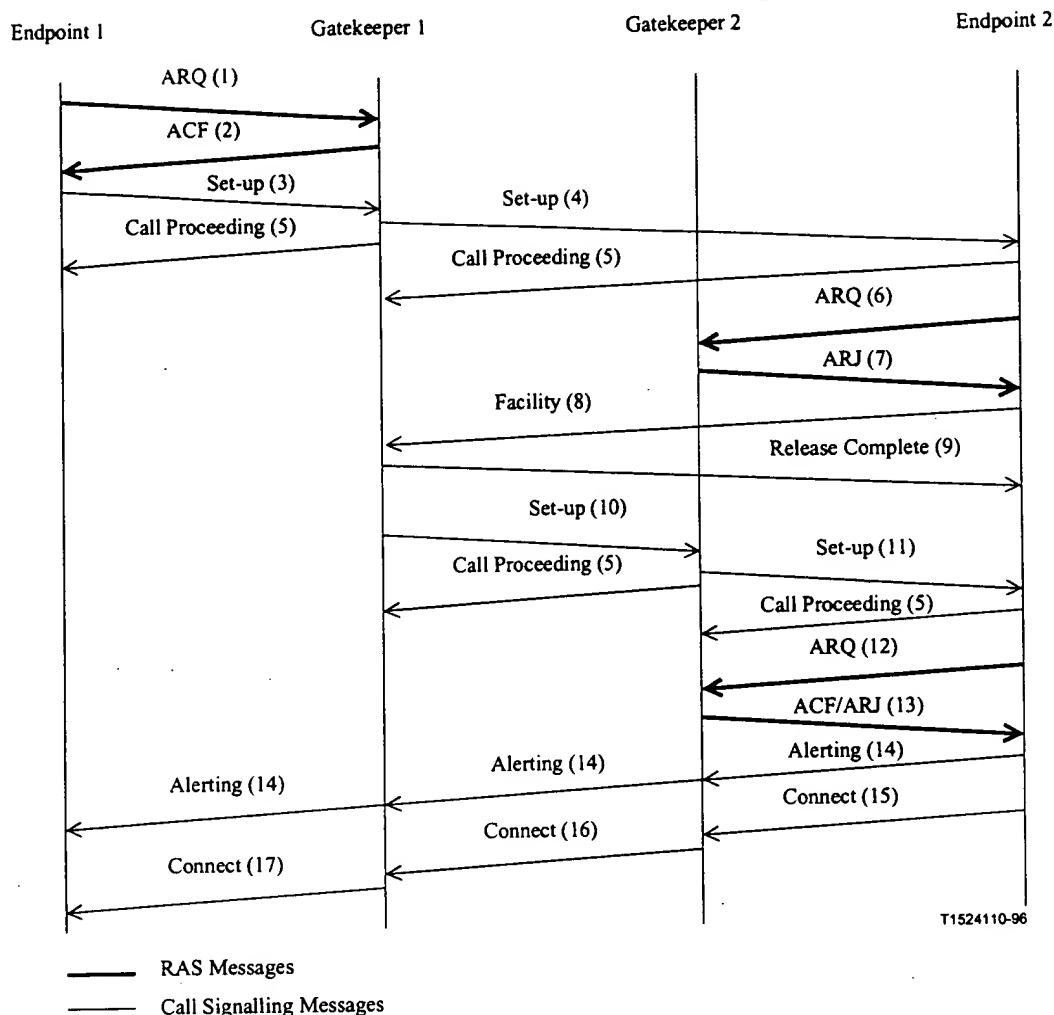 Endpoint 1 Gatekeeper 1 Gatekeeper 2 Endpoint 2
ARQ (1)
ACF (2)
Set-up (3)
Set-up (4)
Call Proceeding (5)
Call Proceeding (5)
ARQ (6)
ARJ (7)
Facility (8)
Release Complete (9)
Set-up (10)
Set-up (11)
Call Proceeding (5)
Call Proceeding (5)
ARQ (12)
ACF/ARJ (13)
Alerting (14)
Alerting (14)
Alerting (14)
Connect (15)
Connect (16)
Connect (17)
T1524110-96
RAS Messages
Call Signalling Messages